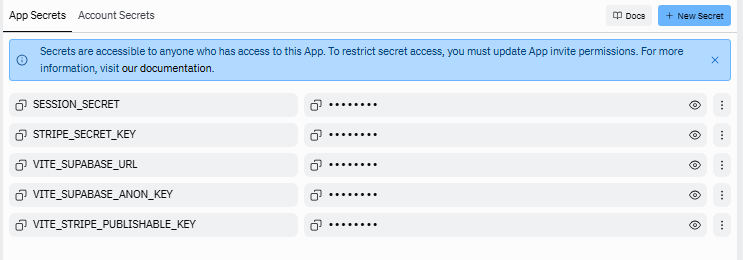 App Secrets Account Secrets Docs + New Secret
Secrets are accessible to anyone who has access to this App. To restrict secret access, you must update App invite permissions. For more
information, visit our documentation.
SESSION_SECRET ••••••••
STRIPE_SECRET_KEY ••••••••
VITE_SUPABASE_URL ••••••••
VITE_SUPABASE_ANON_KEY ••••••••
VITE_STRIPE_PUBLISHABLE_KEY ••••••••